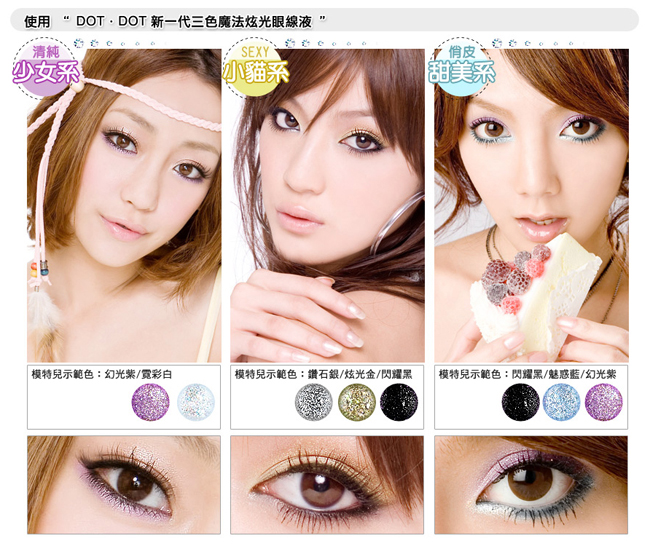 使用 “ DOT‧DOT 新一代三色魔法炫光眼線液 ”
清純
少女系
SEXY
小貓系
俏皮
甜美系
模特兒示範色：幻光紫/霓彩白
模特兒示範色：鑽石銀/炫光金/閃耀黑
模特兒示範色：閃耀黑/魅惑藍/幻光紫